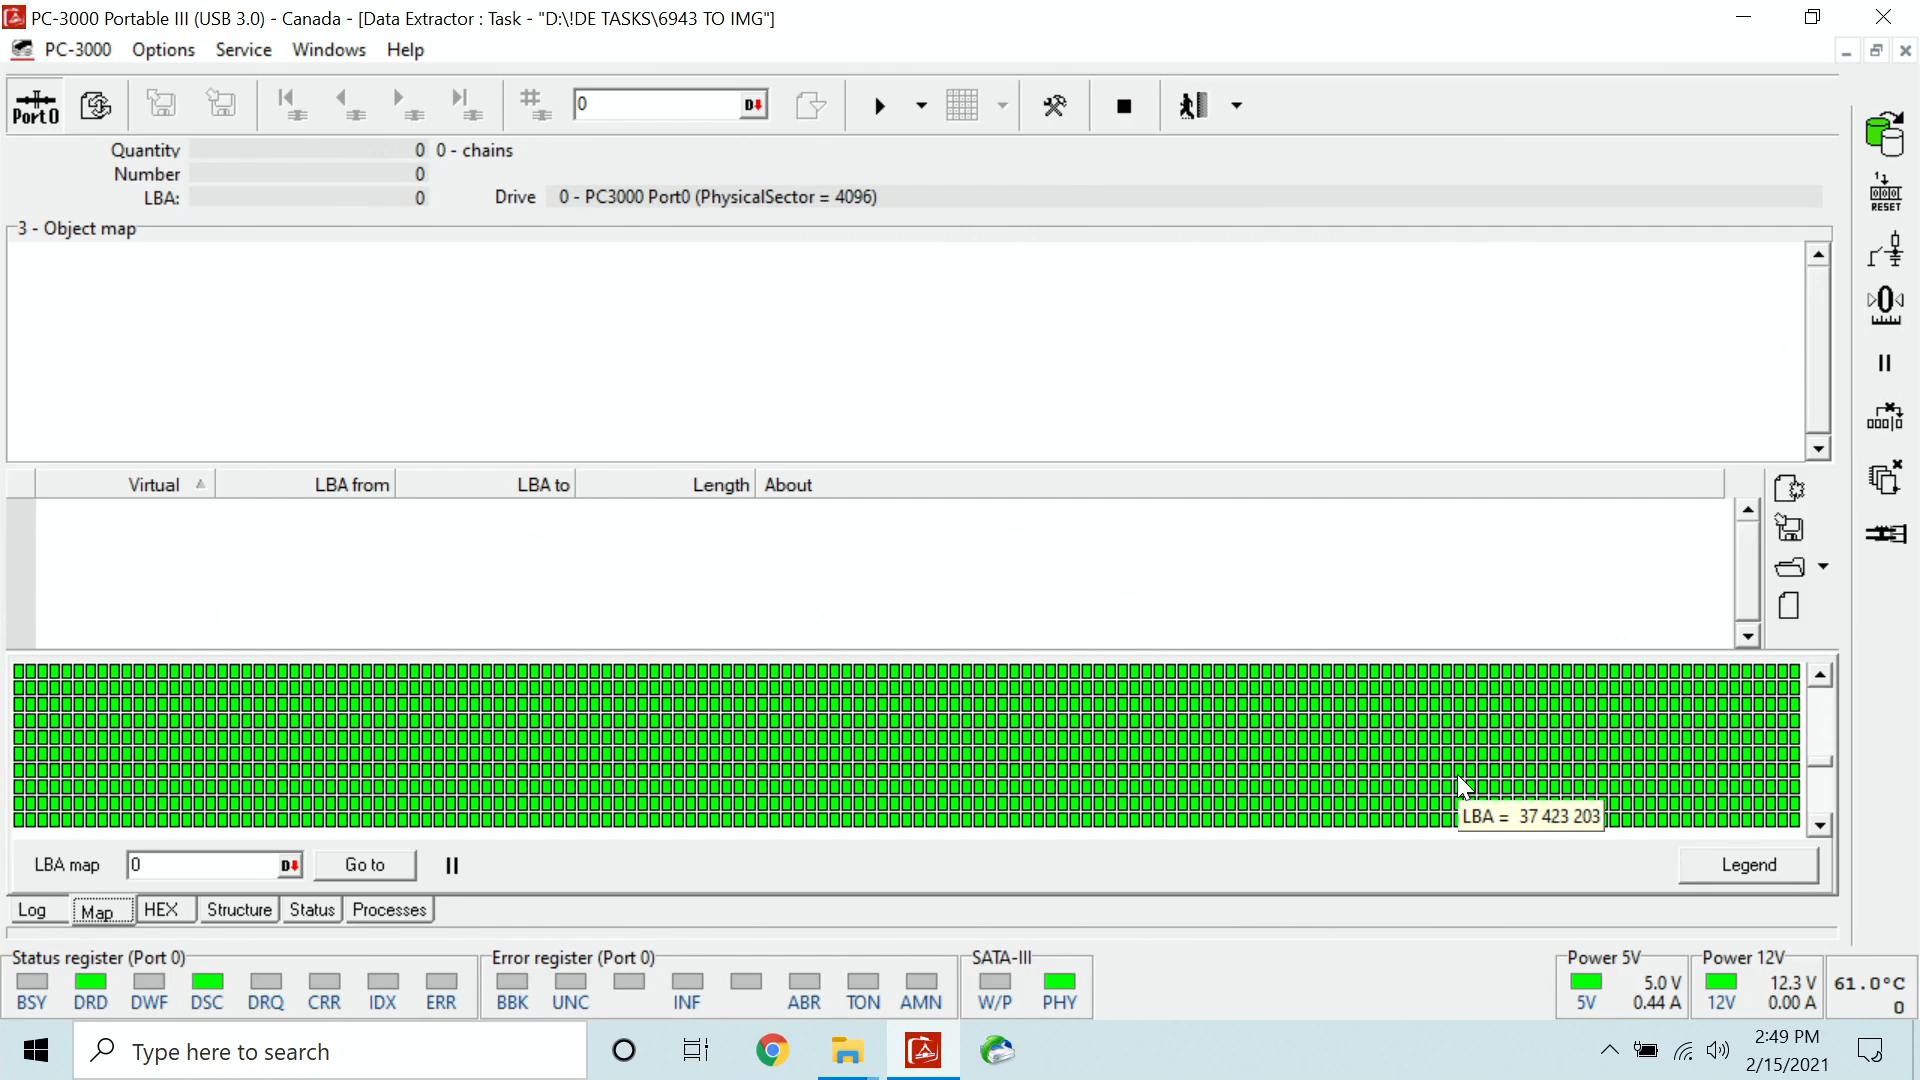 PC-3000 Portable III (USB 3.0) - Canada - [Data Extractor : Task - "D:\!DE TASKS\6943 TO IMG"]
PC-3000 Options Service Windows Help
Port0
0 D
RESET
Quantity 0 0 - chains
Number 0
LBA: 0 Drive 0 - PC3000 Port0 (PhysicalSector = 4096)
3 - Object map
Virtual LBA from LBA to Length About
LBA = 37 423 203
LBA map 0 D Go to Legend
Log Map HEX Structure Status Processes
Status register (Port 0) Error register (Port 0) SATA-III Power 5V Power 12V
5.0 V 12.3 V 61.0°C
BSY DRD DWF DSC DRQ CRR IDX ERR BBK UNC INF ABR TON AMN W/P PHY 5V 0.44 A 12V 0.00 A 0
Type here to search
2:49 PM
2/15/2021